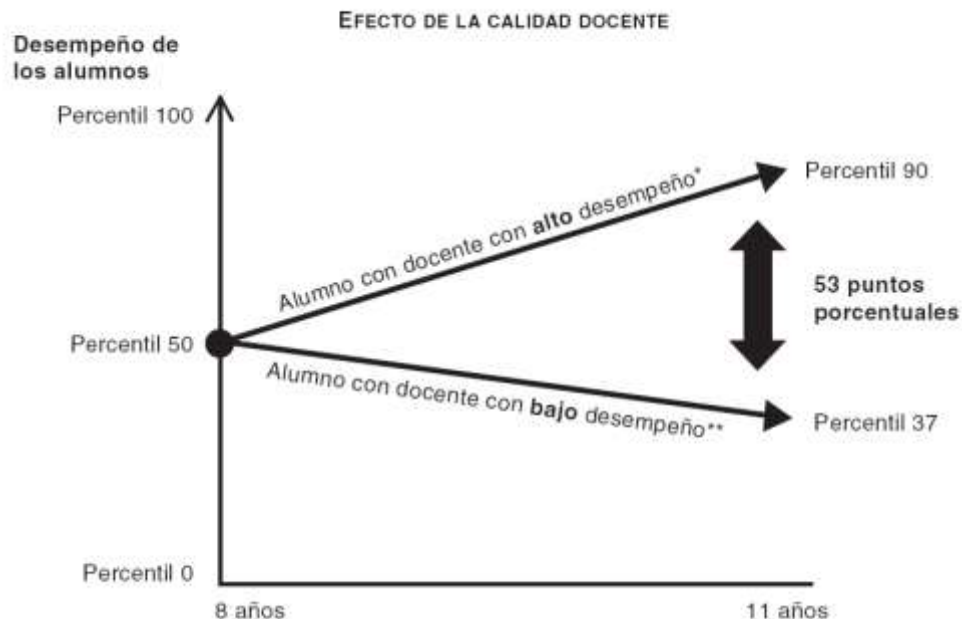 EFECTO DE LA CALIDAD DOCENTE
Desempeño de
los alumnos
Percentil 100
Percentil 90
Alumno con docente con alto desempeño*
53 puntos
porcentuales
Percentil 50
Alumno con docente con bajo desempeño**
Percentil 37
Percentil 0
8 años
11 años